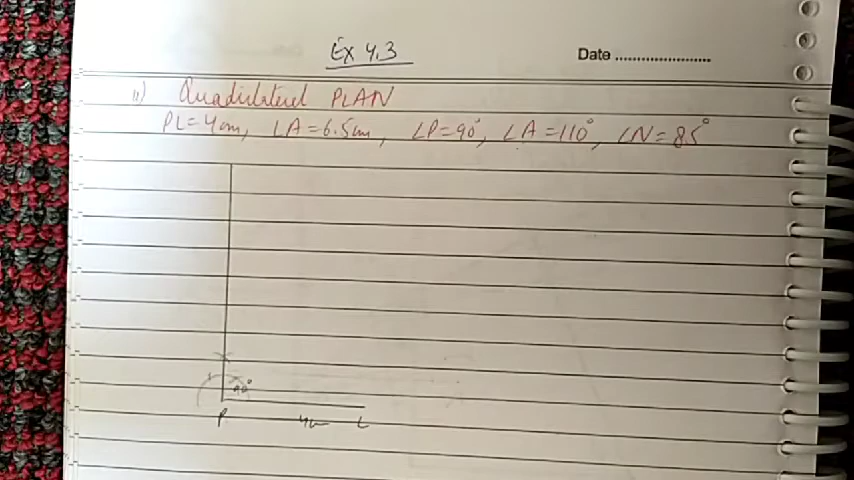 Ex 4.3
Date ........................
ii) Quadrilateral PLAN
PL=4cm, LA=6.5cm, ∠P=90°, ∠A=110°, ∠N=85°
90°
P 4cm L